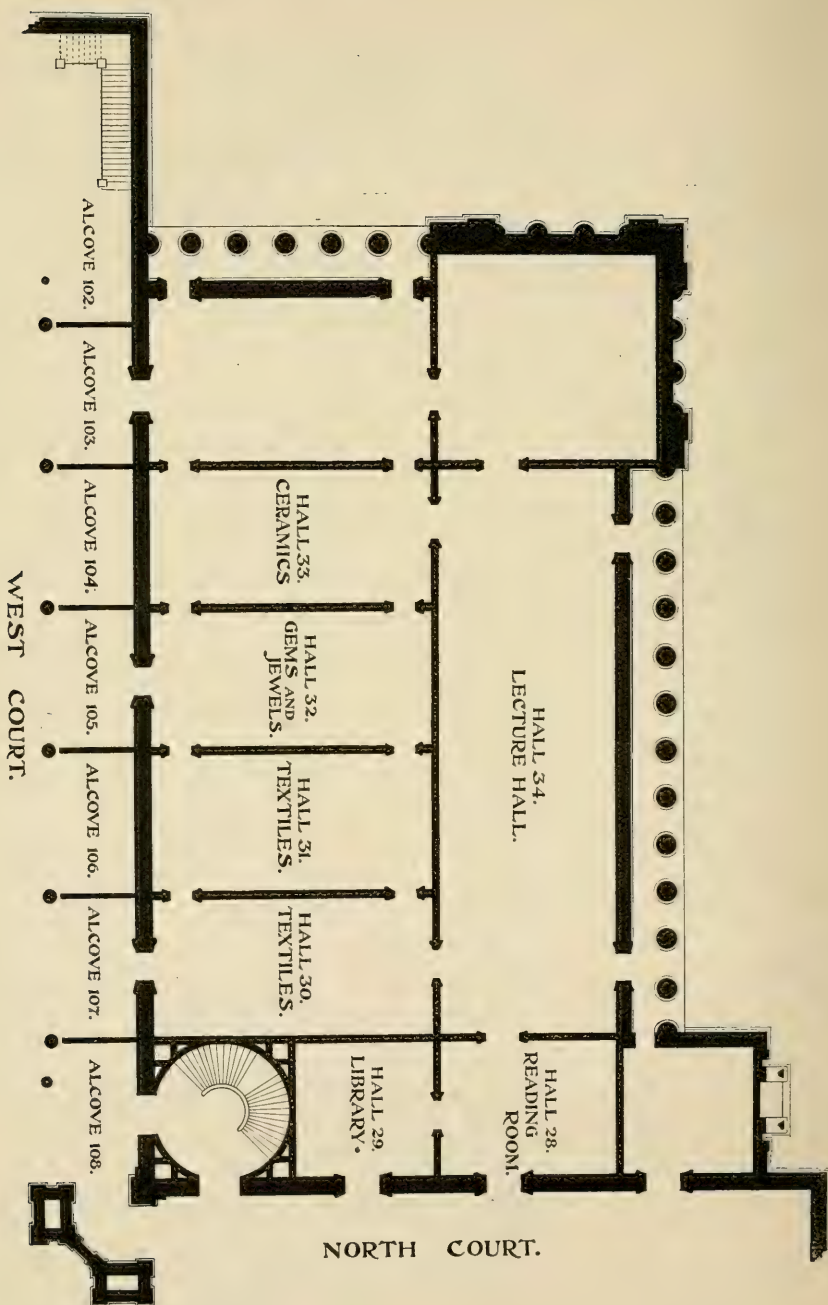 ALCOVE 102.
ALCOVE 103.
ALCOVE 104.
ALCOVE 105.
ALCOVE 106.
ALCOVE 107.
ALCOVE 108.
WEST COURT.
HALL 33.
CERAMICS
HALL 32.
GEMS AND
JEWELS.
HALL 31.
TEXTILES.
HALL 30.
TEXTILES.
HALL 34.
LECTURE HALL.
HALL 29.
LIBRARY.
HALL 28.
READING
ROOM.
NORTH COURT.